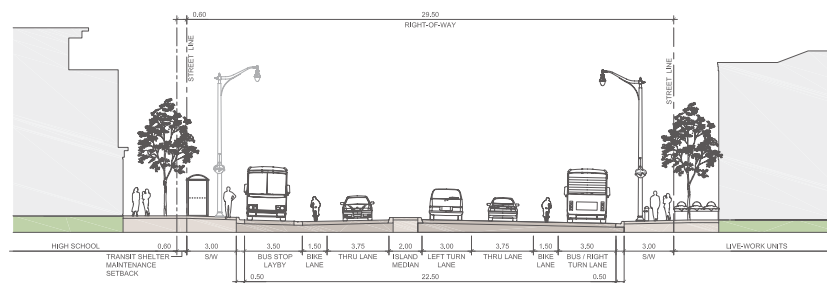 0.60
29.50
RIGHT-OF-WAY
STREET LINE
STREET LINE
HIGH SCHOOL
0,60
3,00
3,50
1,50
3,75
2,00
3,00
3,75
1,50
3,50
3,00
LIVE-WORK UNITS
TRANSIT SHELTER
MAINTENANCE
SETBACK
S/W
BUS STOP
LAYBY
BIKE
LANE
THRU LANE
ISLAND
MEDIAN
LEFT TURN
LANE
THRU LANE
BIKE
LANE
BUS / RIGHT
TURN LANE
S/W
0.50
22.50
0.50